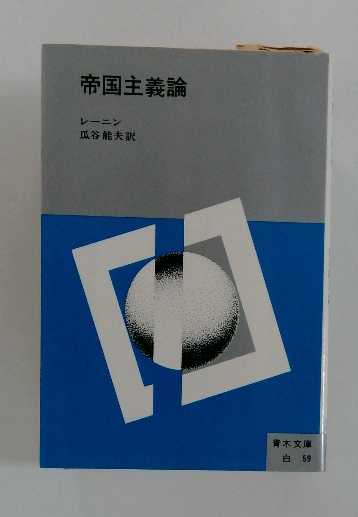 帝国主義論
レーニン
瓜谷能夫訳
青木文庫
白 59